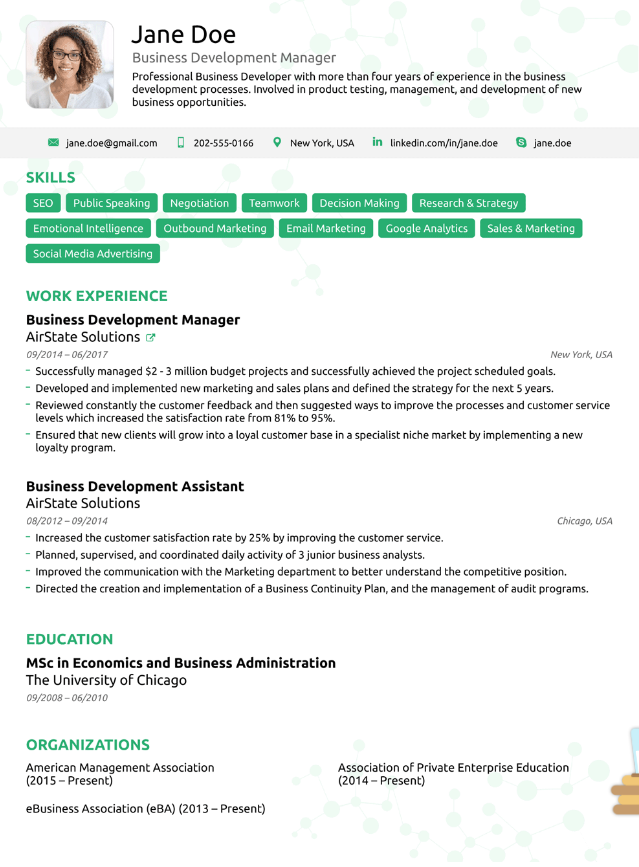 Jane Doe
Business Development Manager
Professional Business Developer with more than four years of experience in the business
development processes. Involved in product testing, management, and development of new
business opportunities.
jane.doe@gmail.com 202-555-0166 New York, USA in linkedin.com/in/jane.doe jane.doe
SKILLS
SEO Public Speaking Negotiation Teamwork Decision Making Research & Strategy
Emotional Intelligence Outbound Marketing Email Marketing Google Analytics Sales & Marketing
Social Media Advertising
WORK EXPERIENCE
Business Development Manager
AirState Solutions
09/2014 – 06/2017 New York, USA
- Successfully managed $2 - 3 million budget projects and successfully achieved the project scheduled goals.
- Developed and implemented new marketing and sales plans and defined the strategy for the next 5 years.
- Reviewed constantly the customer feedback and then suggested ways to improve the processes and customer service
levels which increased the satisfaction rate from 81% to 95%.
- Ensured that new clients will grow into a loyal customer base in a specialist niche market by implementing a new
loyalty program.
Business Development Assistant
AirState Solutions
08/2012 – 09/2014 Chicago, USA
- Increased the customer satisfaction rate by 25% by improving the customer service.
- Planned, supervised, and coordinated daily activity of 3 junior business analysts.
- Improved the communication with the Marketing department to better understand the competitive position.
- Directed the creation and implementation of a Business Continuity Plan, and the management of audit programs.
EDUCATION
MSc in Economics and Business Administration
The University of Chicago
09/2008 – 06/2010
ORGANIZATIONS
American Management Association
(2015 – Present)
Association of Private Enterprise Education
(2014 – Present)
eBusiness Association (eBA) (2013 – Present)